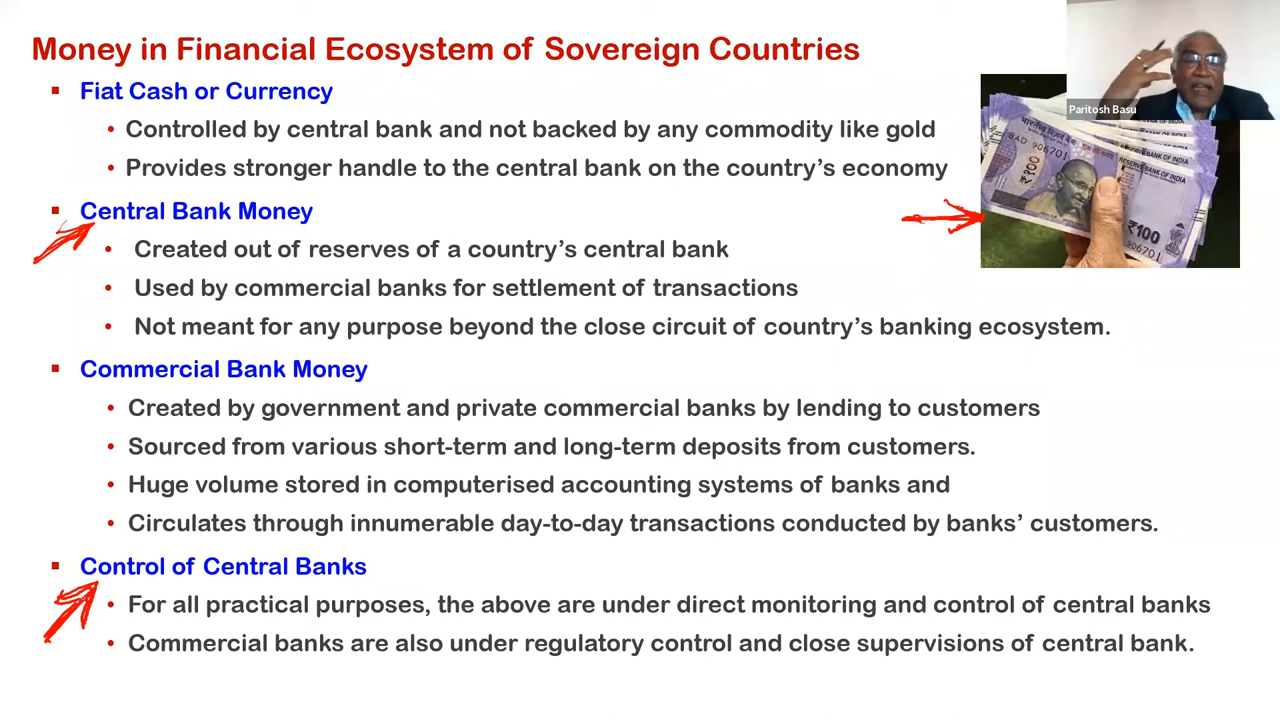 Money in Financial Ecosystem of Sovereign Countries
Fiat Cash or Currency
• Controlled by central bank and not backed by any commodity like gold
• Provides stronger handle to the central bank on the country’s economy
Central Bank Money
• Created out of reserves of a country’s central bank
• Used by commercial banks for settlement of transactions
• Not meant for any purpose beyond the close circuit of country’s banking ecosystem.
Commercial Bank Money
• Created by government and private commercial banks by lending to customers
• Sourced from various short-term and long-term deposits from customers.
• Huge volume stored in computerised accounting systems of banks and
• Circulates through innumerable day-to-day transactions conducted by banks’ customers.
Control of Central Banks
• For all practical purposes, the above are under direct monitoring and control of central banks
• Commercial banks are also under regulatory control and close supervisions of central bank.
Paritosh Basu
भारतीय रिज़र्व बैंक
8AD 906701
₹100
RESERVE BANK OF INDIA
₹100
906701